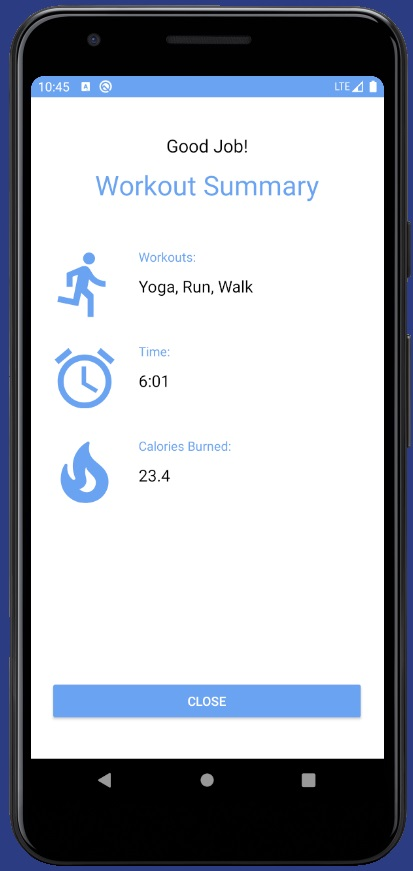 10:45 A LTE
Good Job!
Workout Summary
Workouts:
Yoga, Run, Walk
Time:
6:01
Calories Burned:
23.4
CLOSE